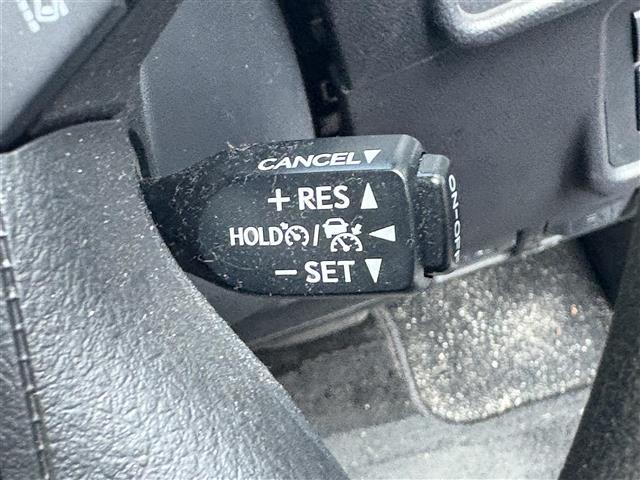 CANCEL▼
+ RES ▲
HOLD / ◀
− SET ▼
ON-OFF